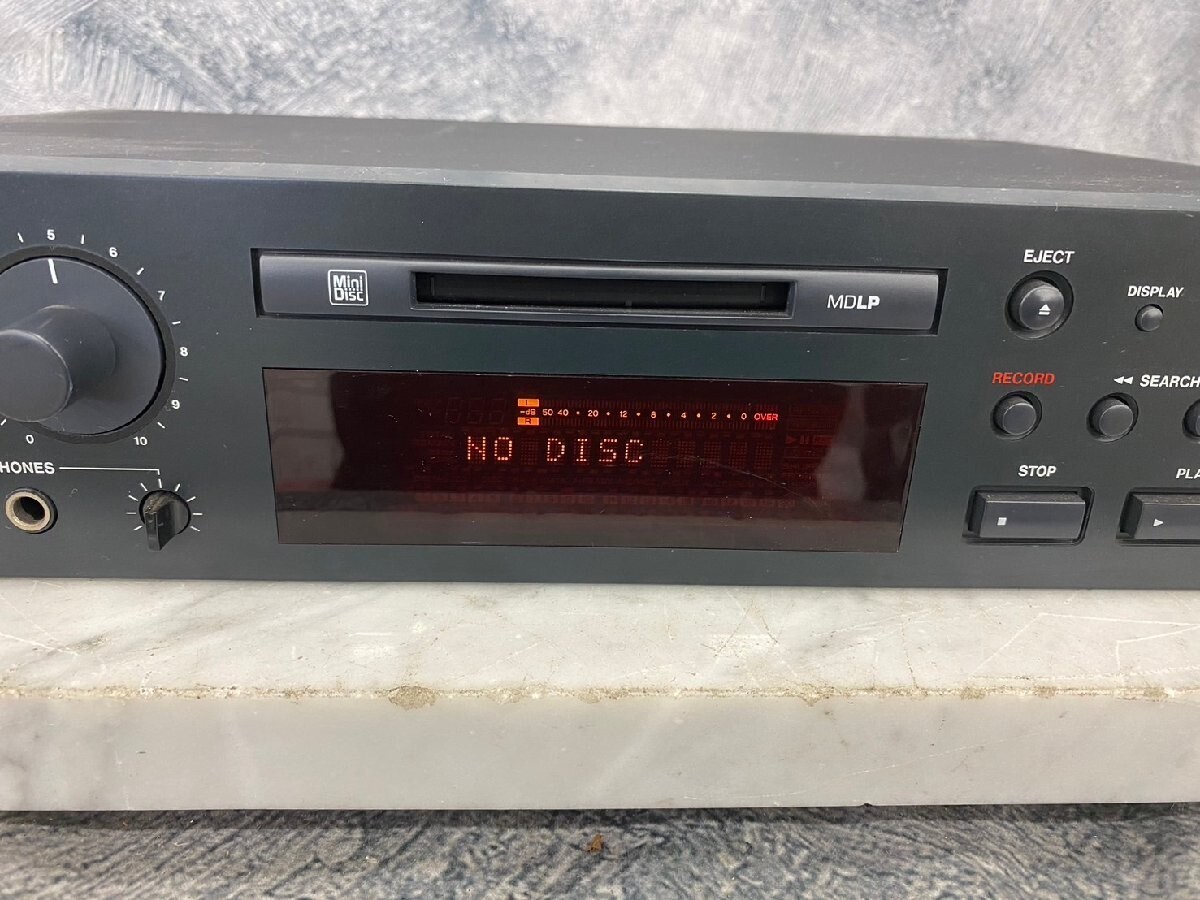 5
6
7
8
9
10
0
HONES
Mini Disc
MDLP
L
-dB 50 40 • 20 • 12 • 8 • 4 • 2 • 0 OVER
R
NO DISC
EJECT
DISPLAY
RECORD
SEARCH
STOP
PLA